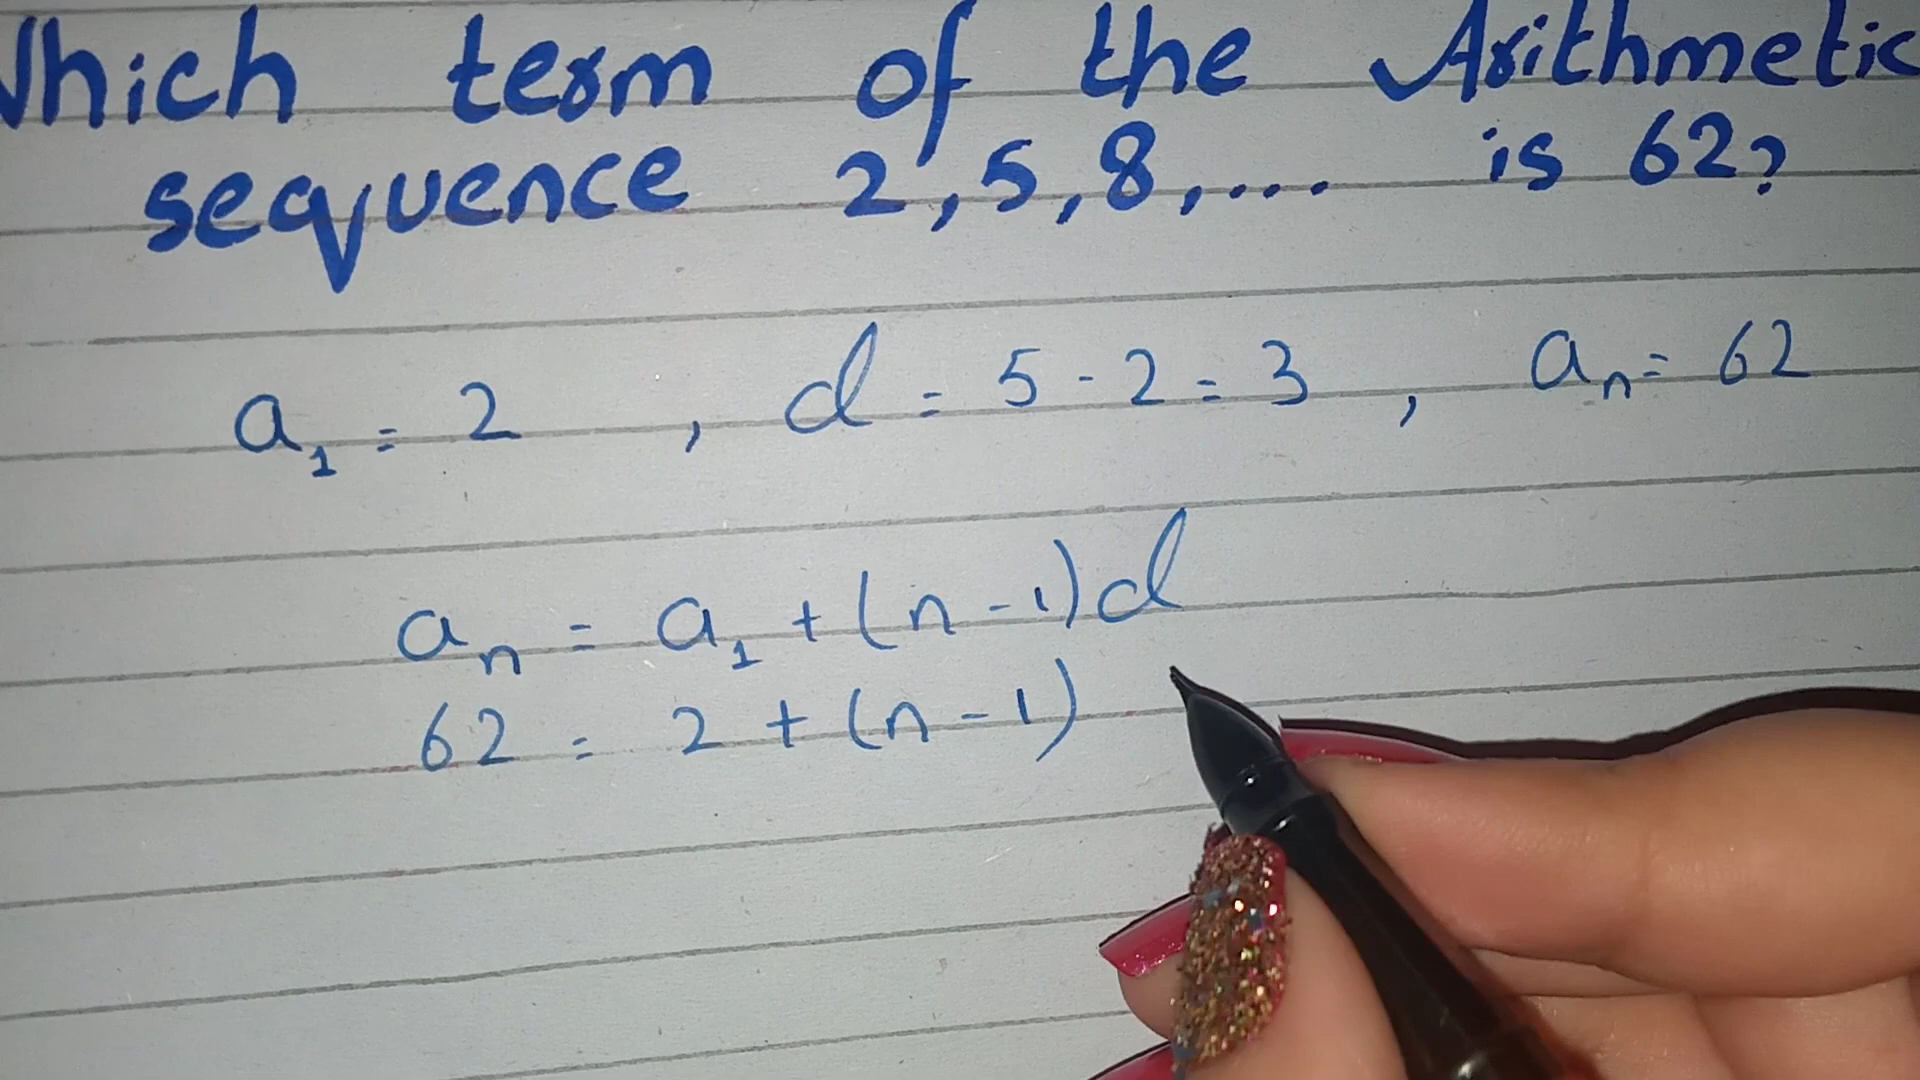 Which term of the Arithmetic
sequence 2, 5, 8, .... is 62?
a₁ = 2 , d = 5 - 2 = 3 , aₙ = 62
aₙ = a₁ + (n - 1) d
62 = 2 + (n - 1)